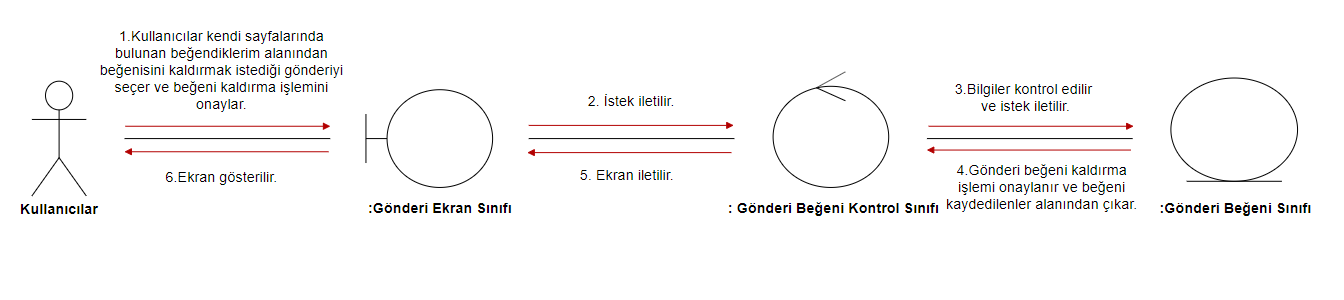 1.Kullanıcılar kendi sayfalarında
bulunan beğendiklerim alanından
beğenisini kaldırmak istediği gönderiyi
seçer ve beğeni kaldırma işlemini
onaylar.
6.Ekran gösterilir.
Kullanıcılar
:Gönderi Ekran Sınıfı
2. İstek iletilir.
5. Ekran iletilir.
: Gönderi Beğeni Kontrol Sınıfı
3.Bilgiler kontrol edilir
ve istek iletilir.
4.Gönderi beğeni kaldırma
işlemi onaylanır ve beğeni
kaydedilenler alanından çıkar.
:Gönderi Beğeni Sınıfı